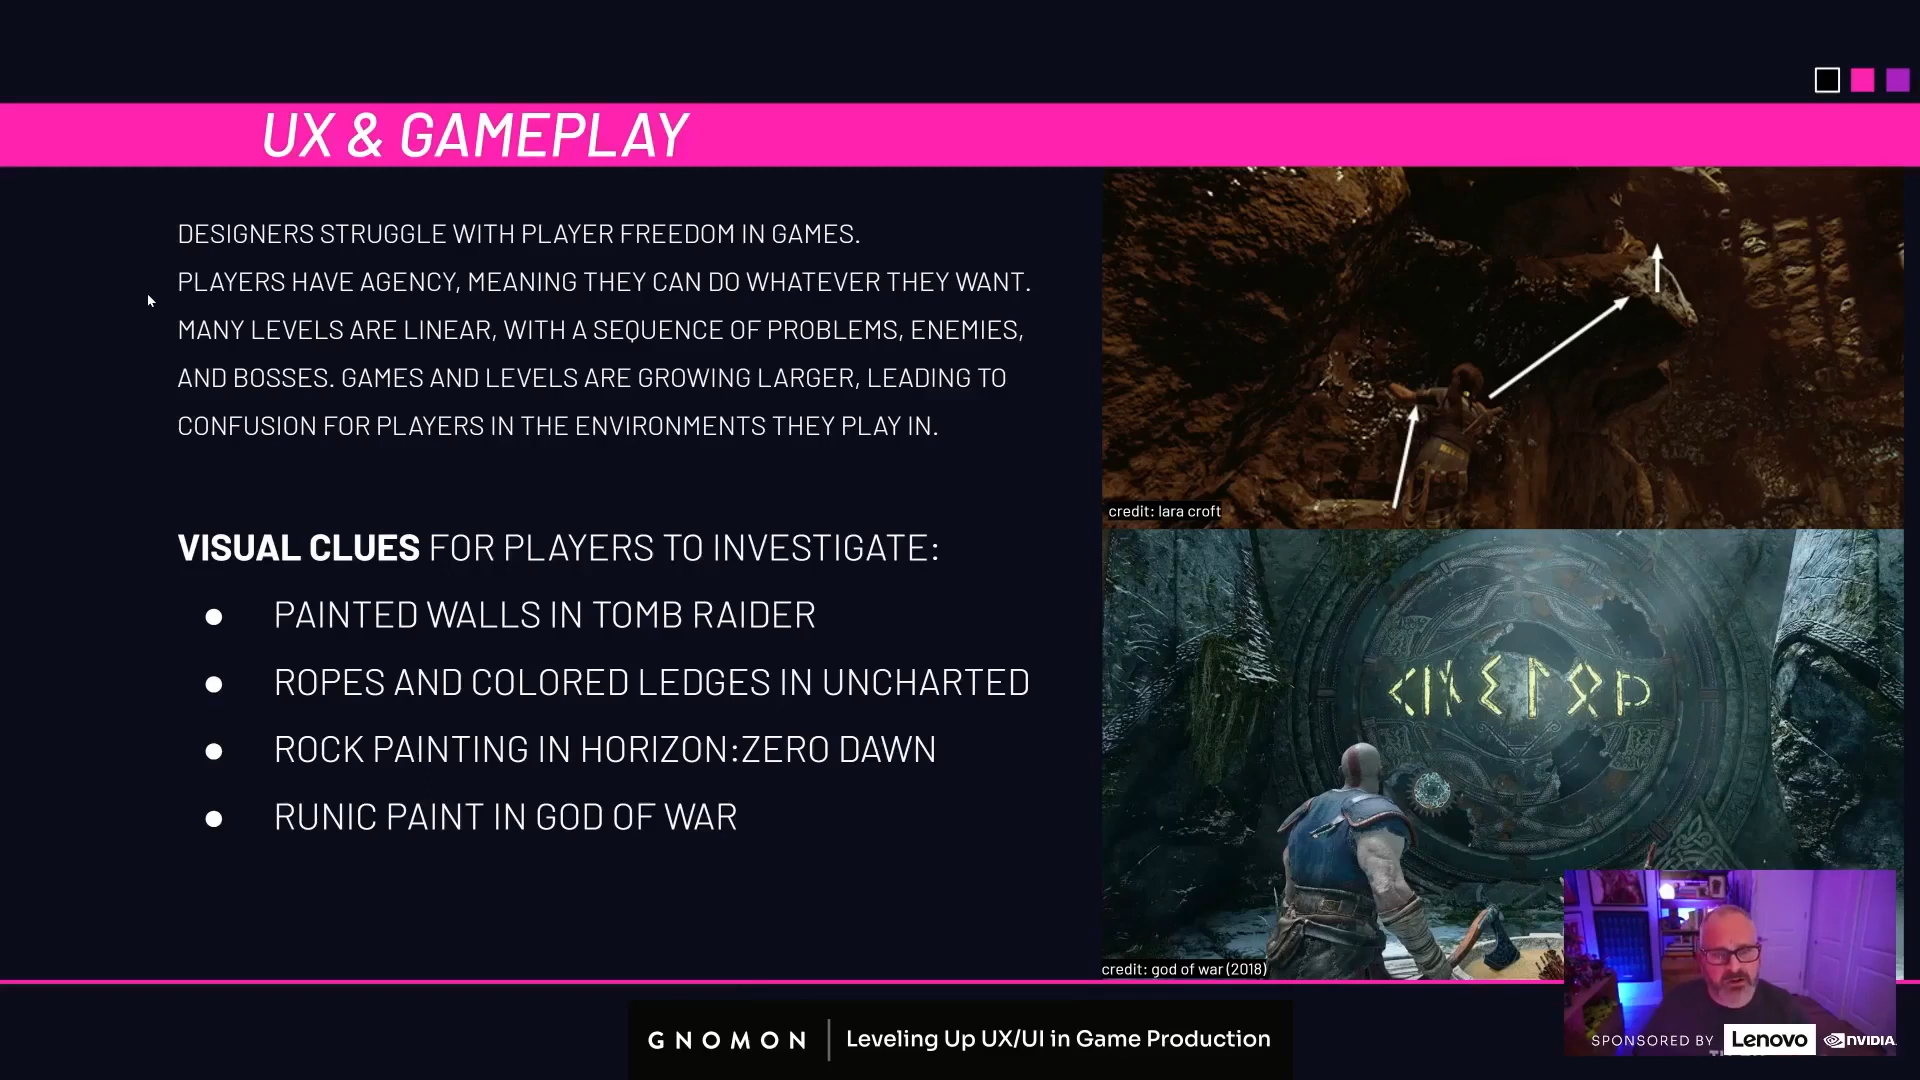 UX & GAMEPLAY
DESIGNERS STRUGGLE WITH PLAYER FREEDOM IN GAMES.
PLAYERS HAVE AGENCY, MEANING THEY CAN DO WHATEVER THEY WANT.
MANY LEVELS ARE LINEAR, WITH A SEQUENCE OF PROBLEMS, ENEMIES,
AND BOSSES. GAMES AND LEVELS ARE GROWING LARGER, LEADING TO
CONFUSION FOR PLAYERS IN THE ENVIRONMENTS THEY PLAY IN.
VISUAL CLUES FOR PLAYERS TO INVESTIGATE:
● PAINTED WALLS IN TOMB RAIDER
● ROPES AND COLORED LEDGES IN UNCHARTED
● ROCK PAINTING IN HORIZON:ZERO DAWN
● RUNIC PAINT IN GOD OF WAR
credit: lara croft
credit: god of war (2018)
GNOMON | Leveling Up UX/UI in Game Production
SPONSORED BY Lenovo NVIDIA